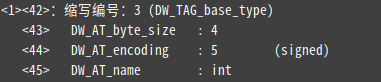 <1><42>：缩写编号：3 (DW_TAG_base_type)
<43> DW_AT_byte_size : 4
<44> DW_AT_encoding : 5 (signed)
<45> DW_AT_name : int